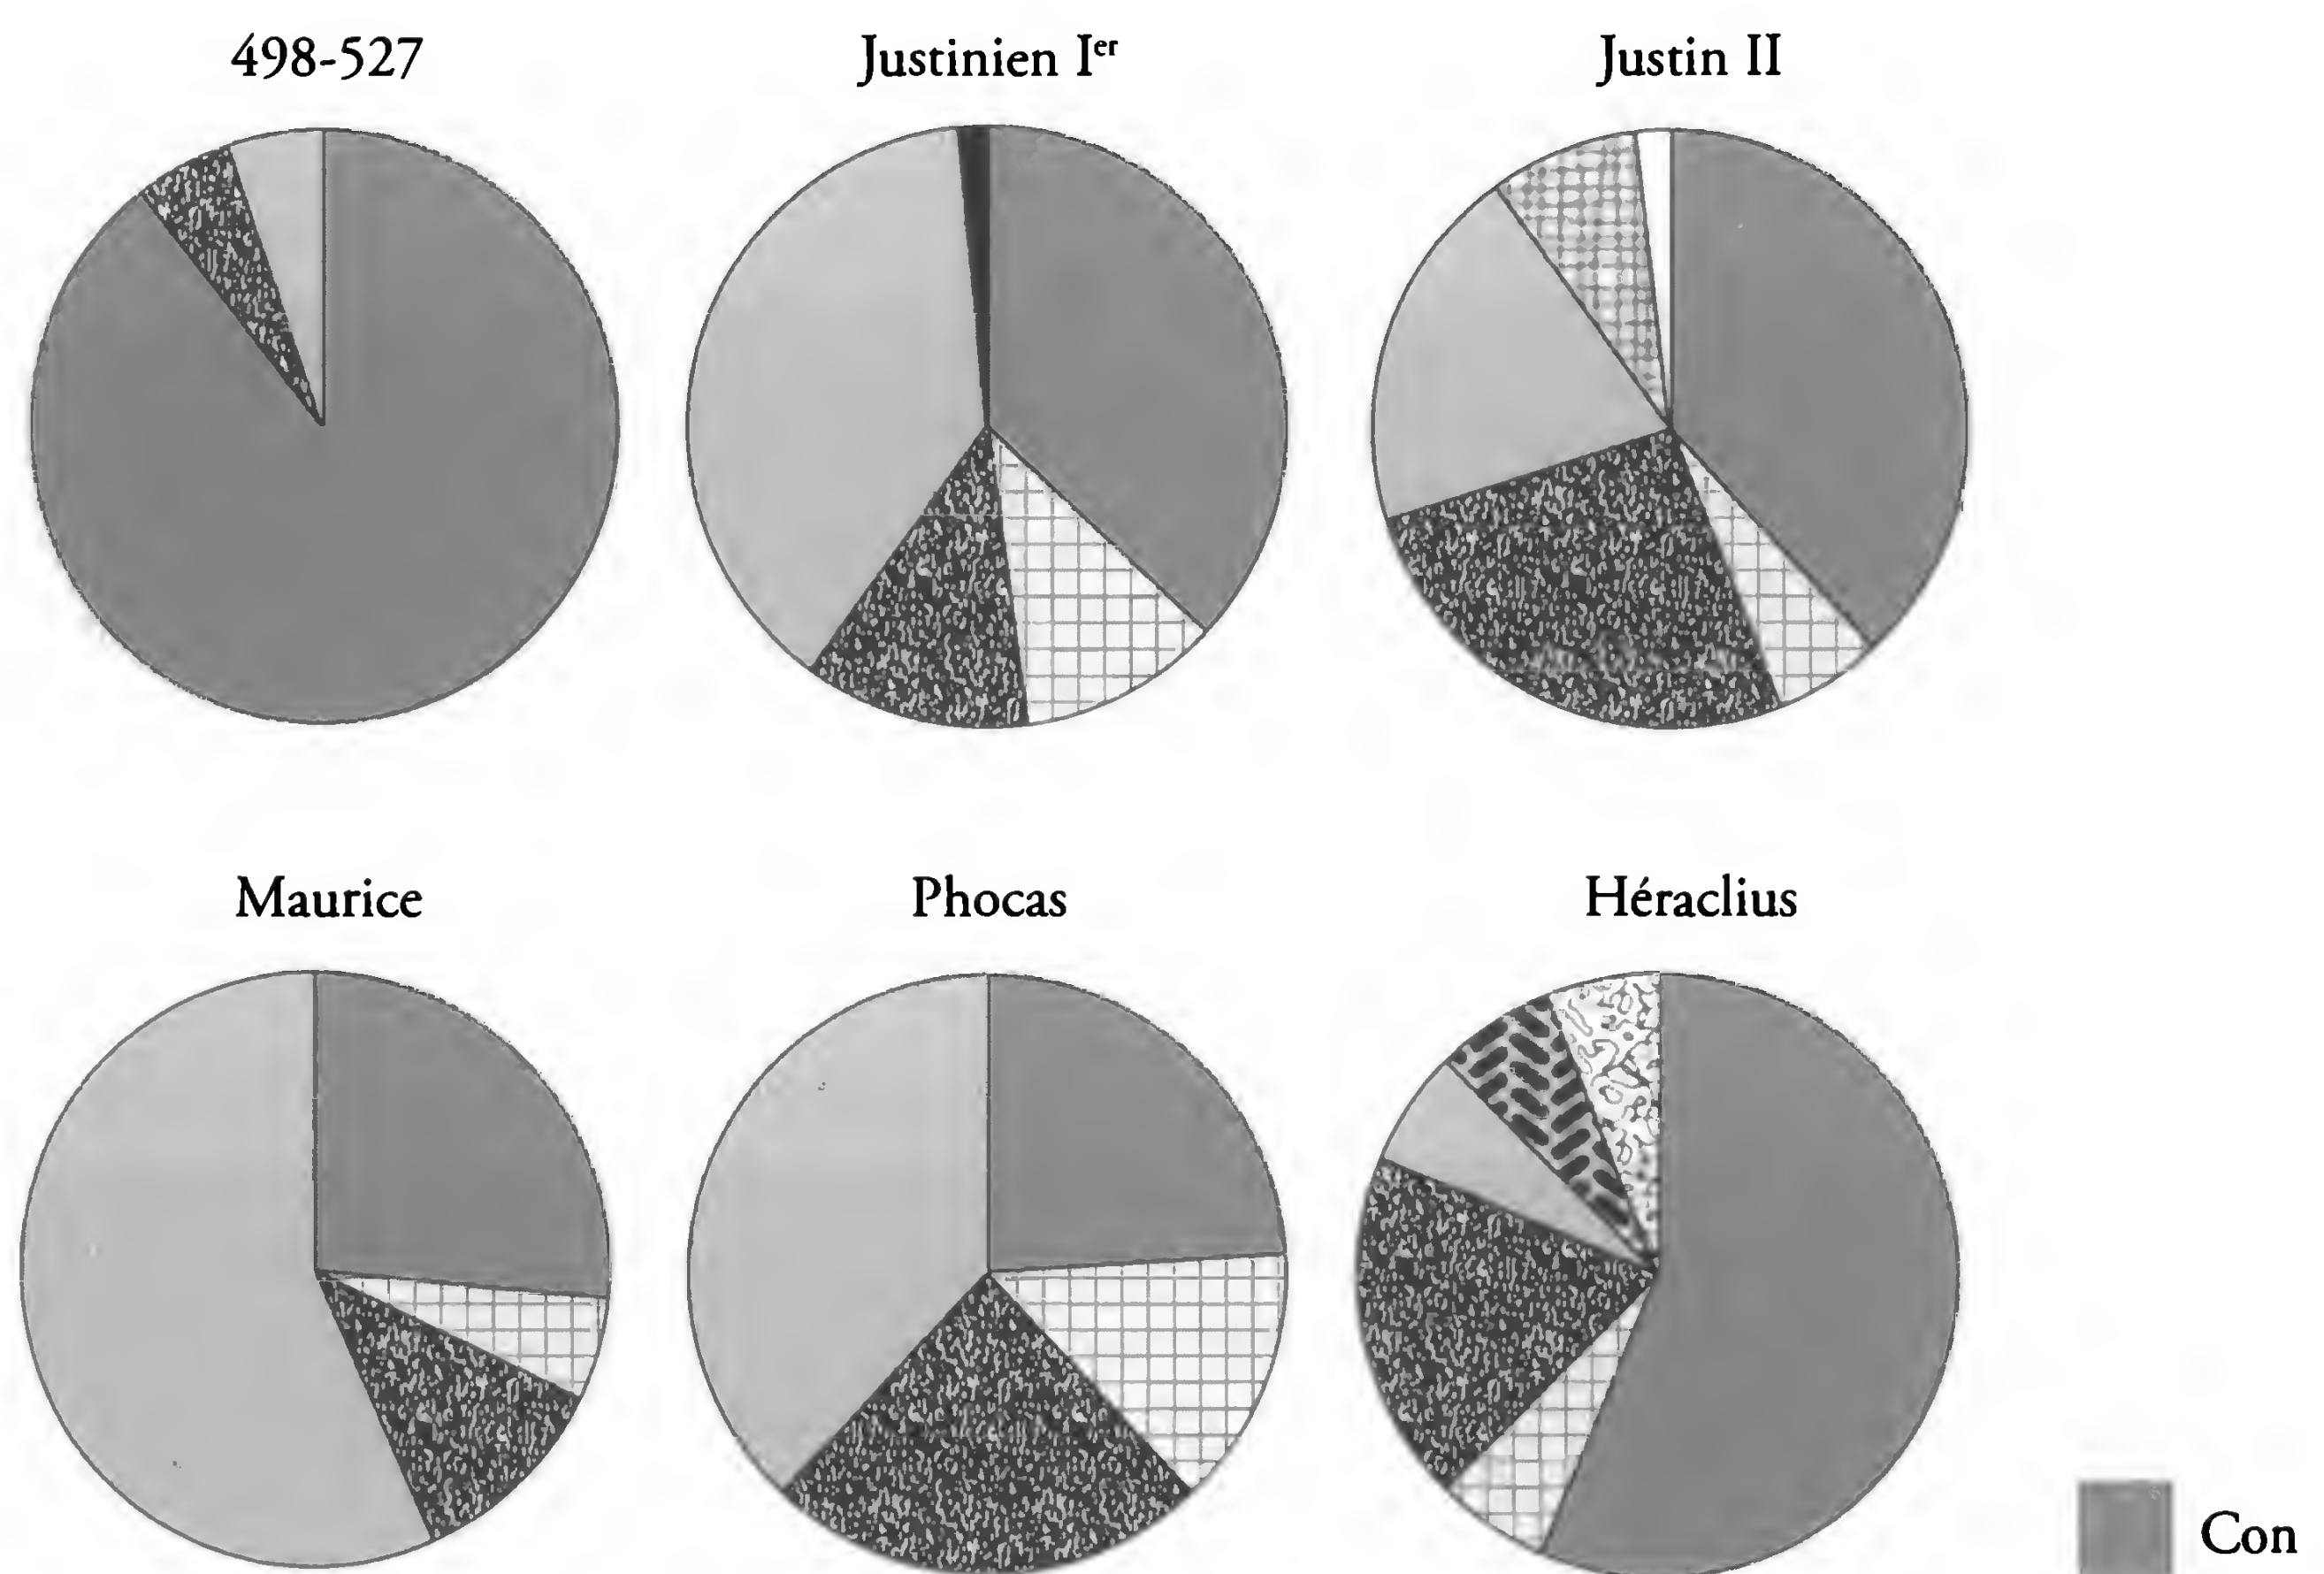 498-527
Justinien Iᵉʳ
Justin II
Maurice
Phocas
Héraclius
Con